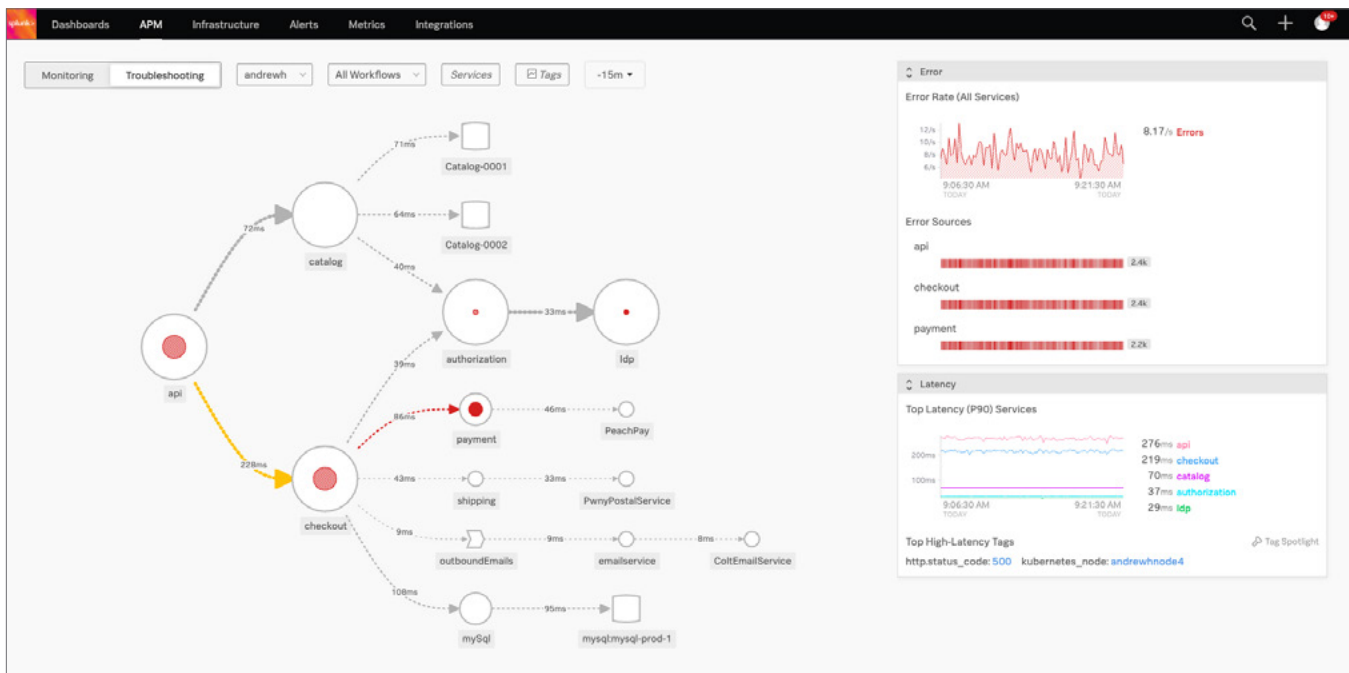 splunk>
Dashboards APM Infrastructure Alerts Metrics Integrations
10+
Monitoring Troubleshooting andrewh All Workflows Services Tags -15m
71ms
Catalog-0001
72ms
64ms
catalog
Catalog-0002
40ms
33ms
39ms
authorization
ldp
api
86ms
46ms
payment
PeachPay
228ms
43ms
33ms
shipping
PwnyPostalService
checkout
9ms
9ms
8ms
outboundEmails
emailservice
ColtEmailService
108ms
95ms
mySql
mysql:mysql-prod-1
Error
Error Rate (All Services)
12/s
10/s
8/s
6/s
8.17/s Errors
9:06:30 AM 9:21:30 AM
TODAY TODAY
Error Sources
api
2.4k
checkout
2.4k
payment
2.2k
Latency
Top Latency (P90) Services
200ms
100ms
276ms api
219ms checkout
70ms catalog
37ms authorization
29ms ldp
9:06:30 AM 9:21:30 AM
TODAY TODAY
Top High-Latency Tags Tag Spotlight
http.status_code: 500 kubernetes_node: andrewhnode4